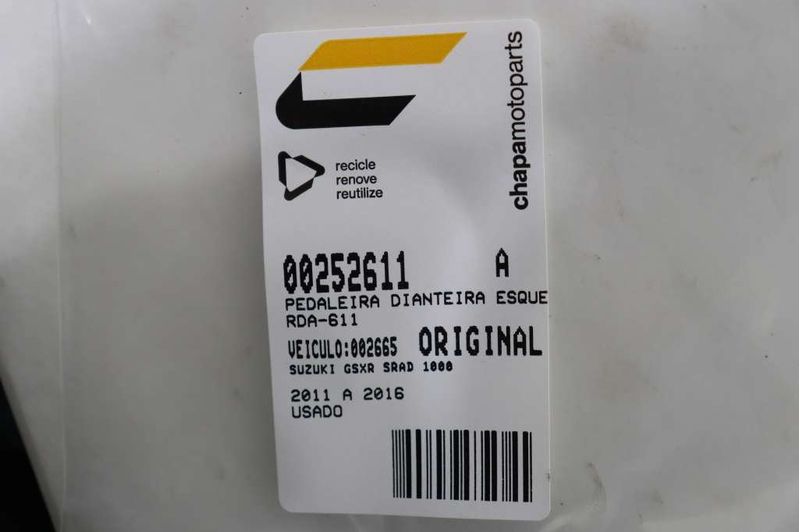 chapamotoparts
recicle
renove
reutilize
00252611 A
PEDALEIRA DIANTEIRA ESQUE
RDA-611
VEICULO:002665 ORIGINAL
SUZUKI GSXR SRAD 1000
2011 A 2016
USADO